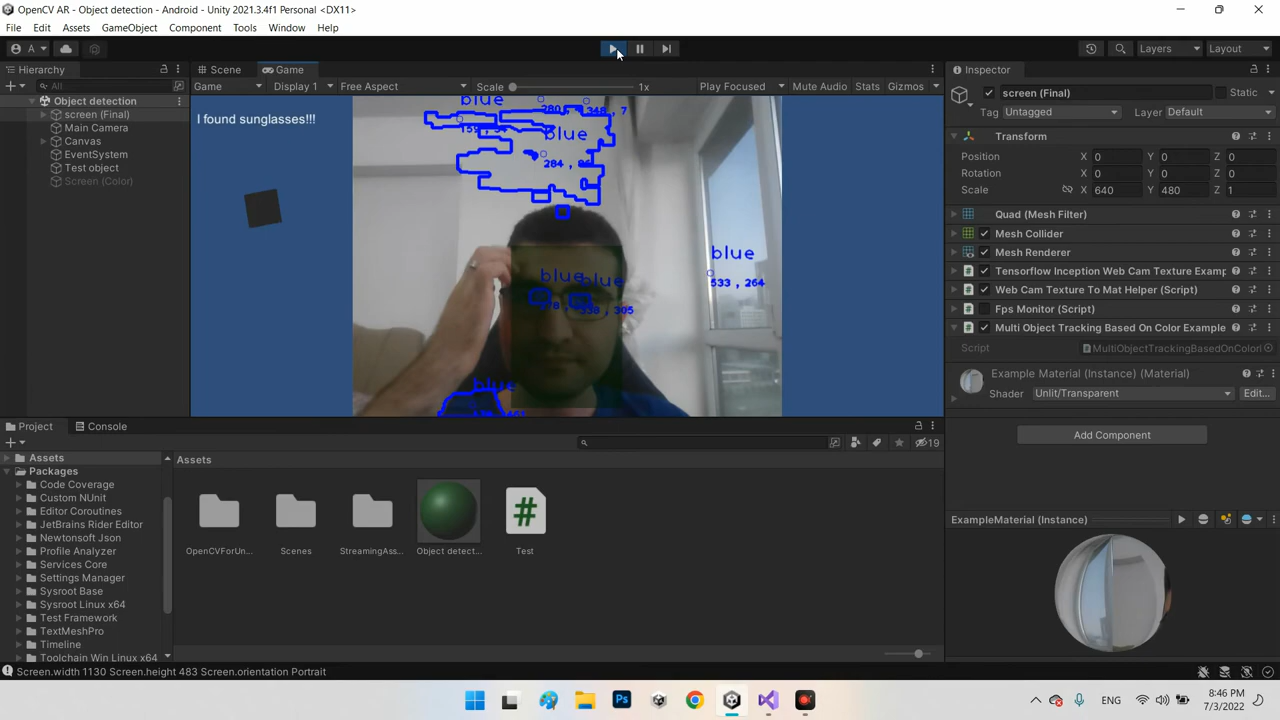 OpenCV AR - Object detection - Android - Unity 2021.3.4f1 Personal <DX11>
File Edit Assets GameObject Component Tools Window Help
A Layers Layout
Hierarchy
All
Object detection
screen (Final)
Main Camera
Canvas
EventSystem
Test object
Screen (Color)
Scene Game
Game Display 1 Free Aspect Scale 1x Play Focused Mute Audio Stats Gizmos
I found sunglasses!!!
blue
blue
284 ,
blue
533 , 264
blue
blue
338 , 305
blue
Inspector
screen (Final) Static
Tag Untagged Layer Default
Transform
Position X 0 Y 0 Z 0
Rotation X 0 Y 0 Z 0
Scale X 640 Y 480 Z 1
Quad (Mesh Filter)
Mesh Collider
Mesh Renderer
Tensorflow Inception Web Cam Texture Examp
Web Cam Texture To Mat Helper (Script)
Fps Monitor (Script)
Multi Object Tracking Based On Color Example
Script MultiObjectTrackingBasedOnColorI
Example Material (Instance) (Material)
Shader Unlit/Transparent Edit...
Add Component
ExampleMaterial (Instance)
Project Console
19
Assets
Packages
Code Coverage
Custom NUnit
Editor Coroutines
JetBrains Rider Editor
Newtonsoft Json
Profile Analyzer
Services Core
Settings Manager
Sysroot Base
Sysroot Linux x64
Test Framework
TextMeshPro
Timeline
Toolchain Win Linux x64
Assets
OpenCVForUn... Scenes StreamingAss... Object detect... Test
Screen.width 1130 Screen.height 483 Screen.orientation Portrait
Ps
ENG
8:46 PM
7/3/2022